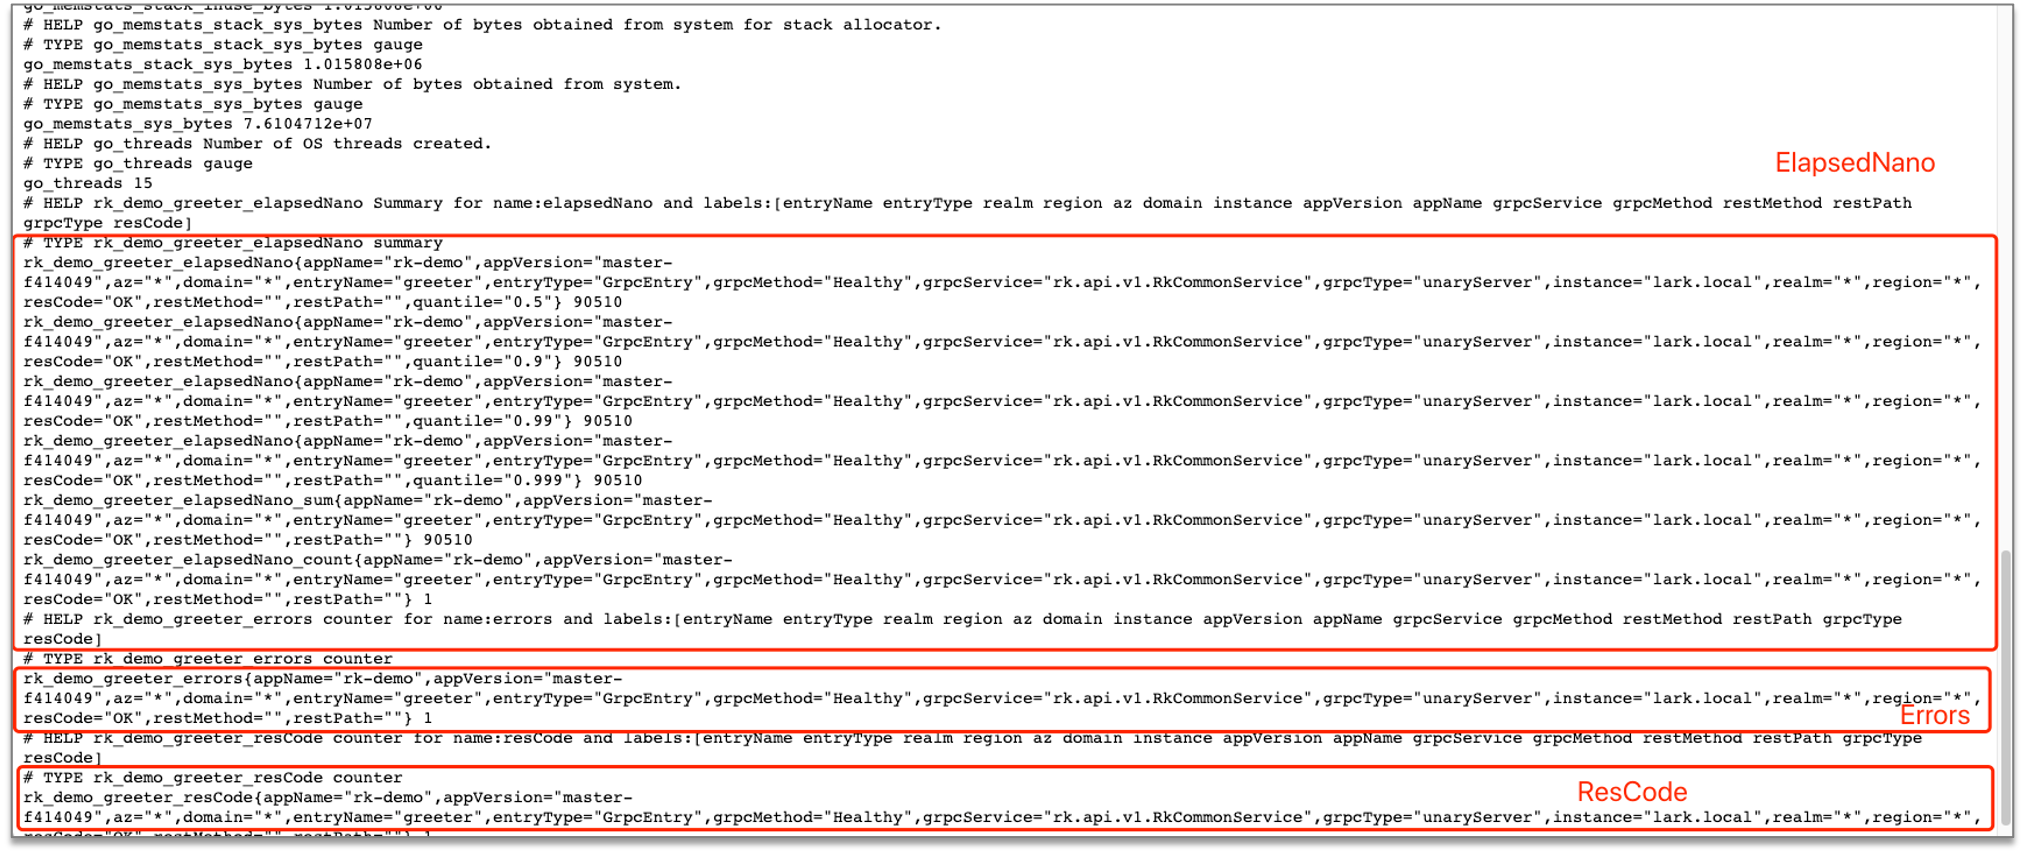 go_memstats_stack_inuse_bytes 1.015808e+06
# HELP go_memstats_stack_sys_bytes Number of bytes obtained from system for stack allocator.
# TYPE go_memstats_stack_sys_bytes gauge
go_memstats_stack_sys_bytes 1.015808e+06
# HELP go_memstats_sys_bytes Number of bytes obtained from system.
# TYPE go_memstats_sys_bytes gauge
go_memstats_sys_bytes 7.6104712e+07
# HELP go_threads Number of OS threads created.
# TYPE go_threads gauge
ElapsedNano
go_threads 15
# HELP rk_demo_greeter_elapsedNano Summary for name:elapsedNano and labels:[entryName entryType realm region az domain instance appVersion appName grpcService grpcMethod restMethod restPath
grpcType resCode]
# TYPE rk_demo_greeter_elapsedNano summary
rk_demo_greeter_elapsedNano{appName="rk-demo",appVersion="master-
f414049",az="*",domain="*",entryName="greeter",entryType="GrpcEntry",grpcMethod="Healthy",grpcService="rk.api.v1.RkCommonService",grpcType="unaryServer",instance="lark.local",realm="*",region="*",
resCode="OK",restMethod="",restPath="",quantile="0.5"} 90510
rk_demo_greeter_elapsedNano{appName="rk-demo",appVersion="master-
f414049",az="*",domain="*",entryName="greeter",entryType="GrpcEntry",grpcMethod="Healthy",grpcService="rk.api.v1.RkCommonService",grpcType="unaryServer",instance="lark.local",realm="*",region="*",
resCode="OK",restMethod="",restPath="",quantile="0.9"} 90510
rk_demo_greeter_elapsedNano{appName="rk-demo",appVersion="master-
f414049",az="*",domain="*",entryName="greeter",entryType="GrpcEntry",grpcMethod="Healthy",grpcService="rk.api.v1.RkCommonService",grpcType="unaryServer",instance="lark.local",realm="*",region="*",
resCode="OK",restMethod="",restPath="",quantile="0.99"} 90510
rk_demo_greeter_elapsedNano{appName="rk-demo",appVersion="master-
f414049",az="*",domain="*",entryName="greeter",entryType="GrpcEntry",grpcMethod="Healthy",grpcService="rk.api.v1.RkCommonService",grpcType="unaryServer",instance="lark.local",realm="*",region="*",
resCode="OK",restMethod="",restPath="",quantile="0.999"} 90510
rk_demo_greeter_elapsedNano_sum{appName="rk-demo",appVersion="master-
f414049",az="*",domain="*",entryName="greeter",entryType="GrpcEntry",grpcMethod="Healthy",grpcService="rk.api.v1.RkCommonService",grpcType="unaryServer",instance="lark.local",realm="*",region="*",
resCode="OK",restMethod="",restPath=""} 90510
rk_demo_greeter_elapsedNano_count{appName="rk-demo",appVersion="master-
f414049",az="*",domain="*",entryName="greeter",entryType="GrpcEntry",grpcMethod="Healthy",grpcService="rk.api.v1.RkCommonService",grpcType="unaryServer",instance="lark.local",realm="*",region="*",
resCode="OK",restMethod="",restPath=""} 1
# HELP rk_demo_greeter_errors counter for name:errors and labels:[entryName entryType realm region az domain instance appVersion appName grpcService grpcMethod restMethod restPath grpcType
resCode]
# TYPE rk_demo_greeter_errors counter
rk_demo_greeter_errors{appName="rk-demo",appVersion="master-
f414049",az="*",domain="*",entryName="greeter",entryType="GrpcEntry",grpcMethod="Healthy",grpcService="rk.api.v1.RkCommonService",grpcType="unaryServer",instance="lark.local",realm="*",region="*",
resCode="OK",restMethod="",restPath=""} 1
Errors
# HELP rk_demo_greeter_resCode counter for name:resCode and labels:[entryName entryType realm region az domain instance appVersion appName grpcService grpcMethod restMethod restPath grpcType
resCode]
# TYPE rk_demo_greeter_resCode counter
ResCode
rk_demo_greeter_resCode{appName="rk-demo",appVersion="master-
f414049",az="*",domain="*",entryName="greeter",entryType="GrpcEntry",grpcMethod="Healthy",grpcService="rk.api.v1.RkCommonService",grpcType="unaryServer",instance="lark.local",realm="*",region="*",
resCode="OK",restMethod="",restPath=""} 1